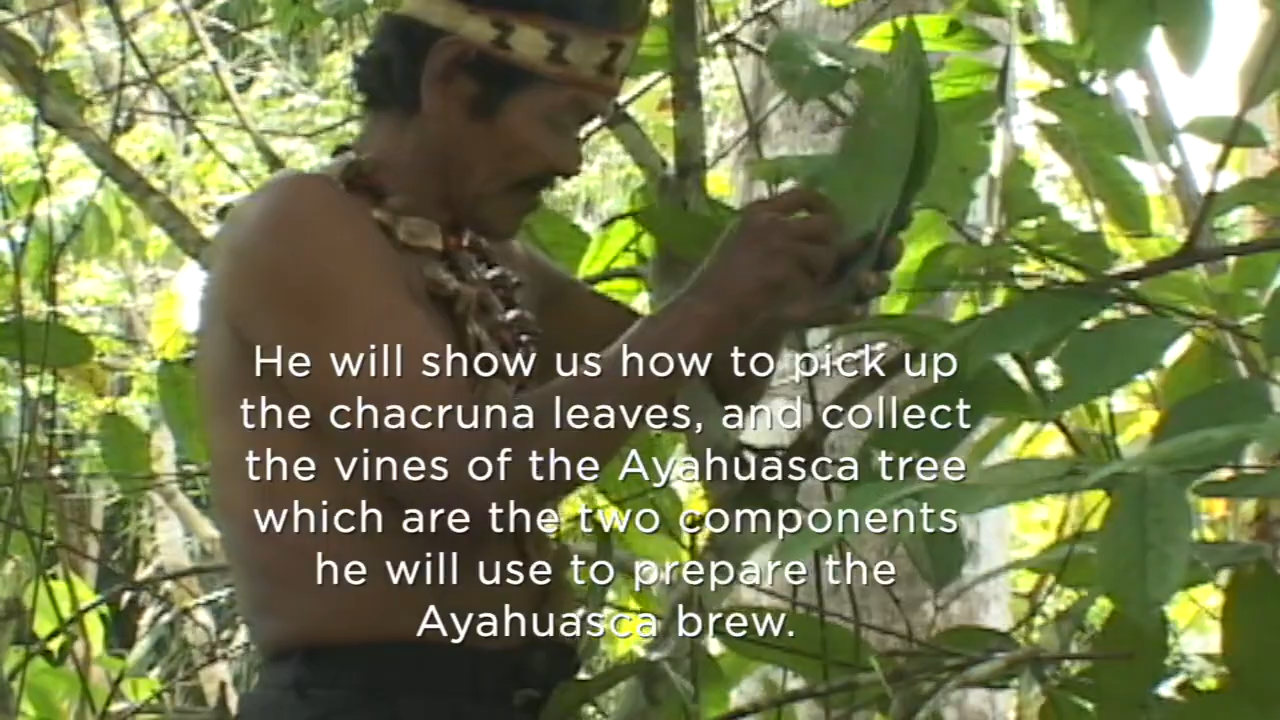 He will show us how to pick up
the chacruna leaves, and collect
the vines of the Ayahuasca tree
which are the two components
he will use to prepare the
Ayahuasca brew.